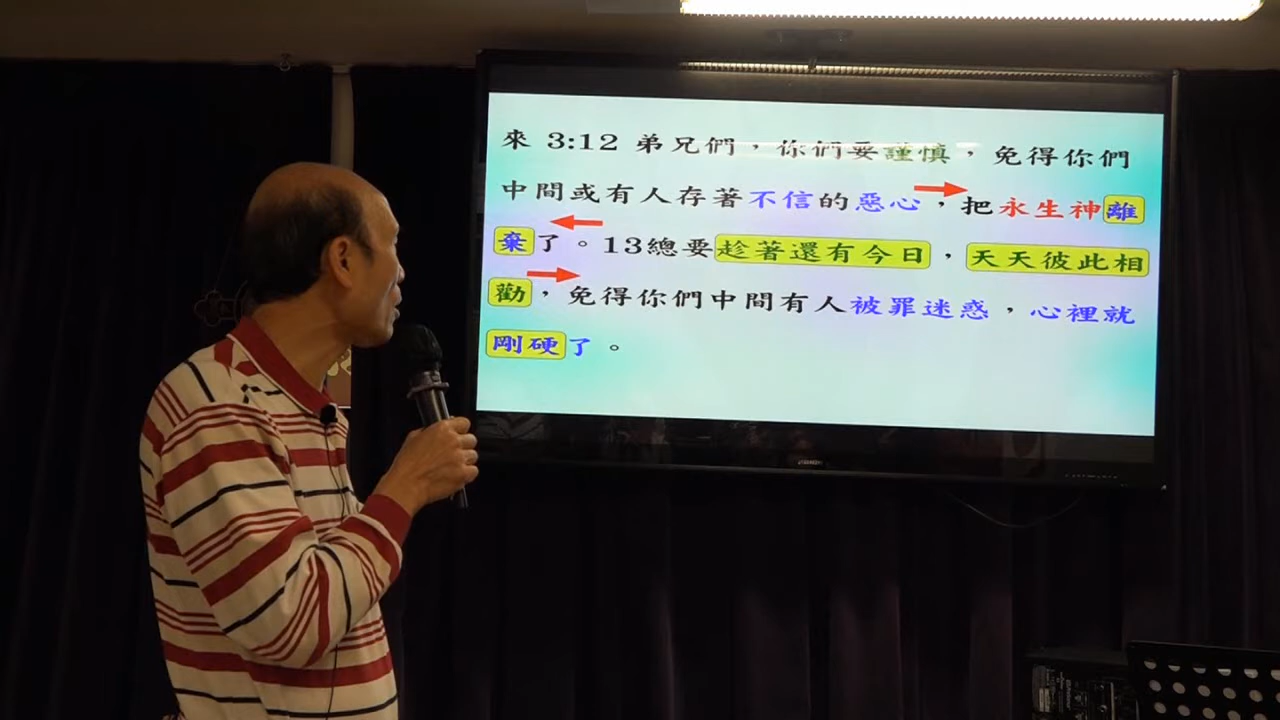 來 3:12 弟兄們，你們要謹慎，免得你們
中間或有人存著不信的惡心，把永生神離
棄了。13總要趁著還有今日，天天彼此相
勸，免得你們中間有人被罪迷惑，心裡就
剛硬了。